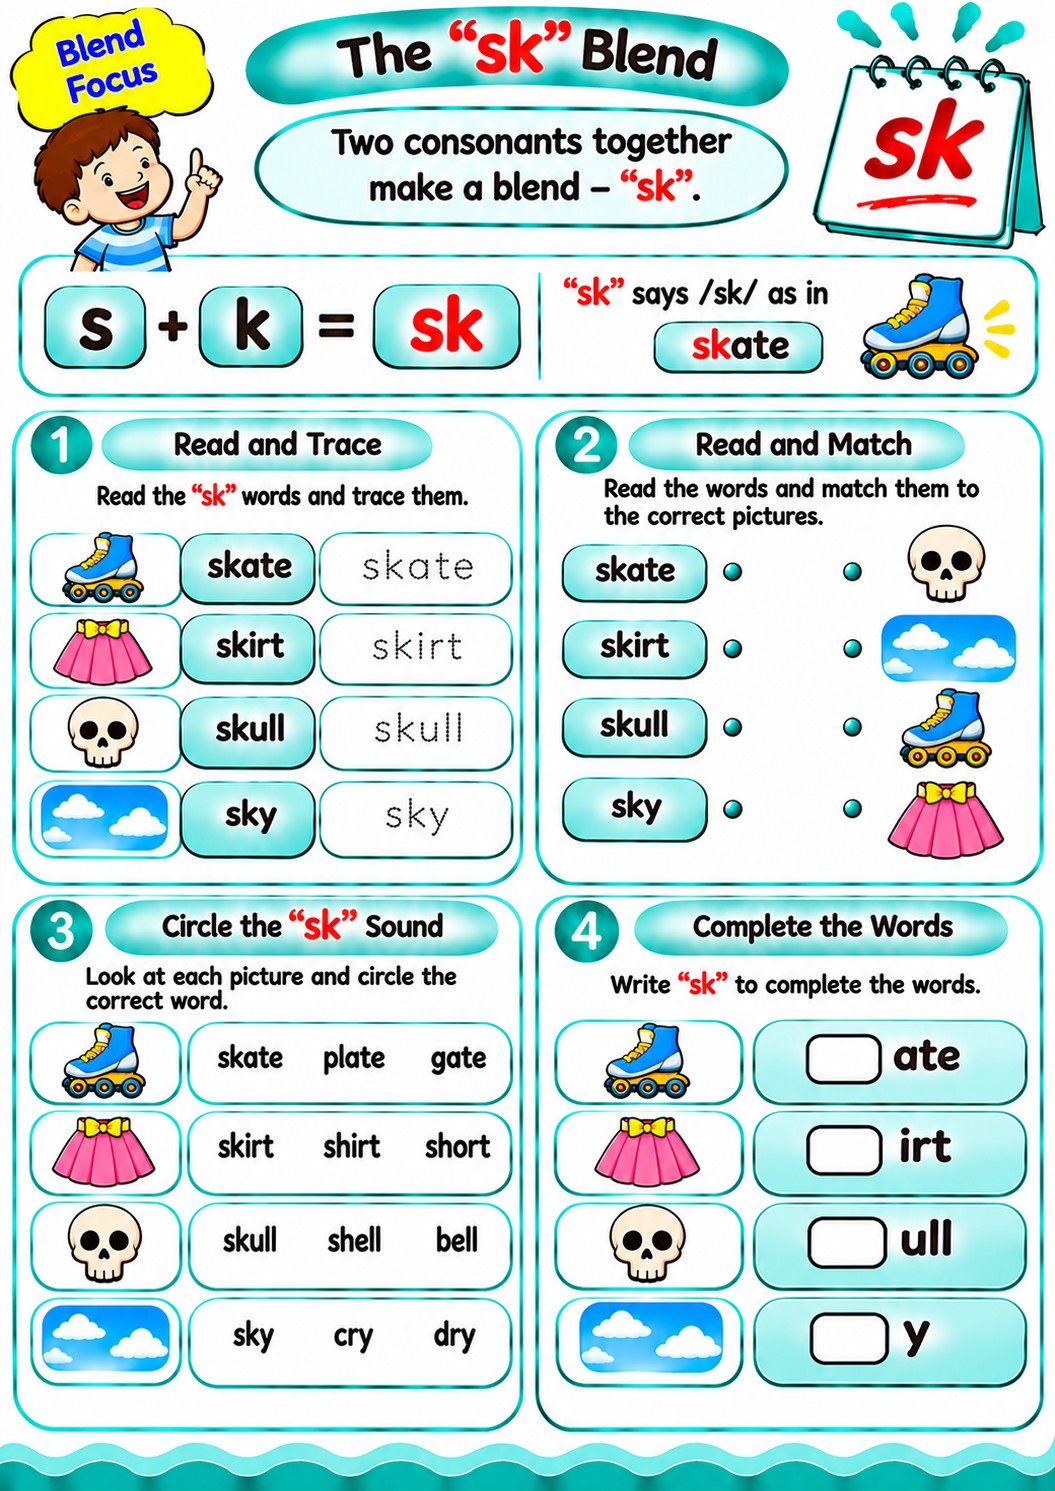 Blend
Focus
The “sk” Blend
Two consonants together
make a blend – “sk”.
sk
s + k = sk
“sk” says /sk/ as in
skate
1 Read and Trace
Read the “sk” words and trace them.
skate skate
skirt skirt
skull skull
sky sky
2 Read and Match
Read the words and match them to
the correct pictures.
skate
skirt
skull
sky
3 Circle the “sk” Sound
Look at each picture and circle the
correct word.
skate plate gate
skirt shirt short
skull shell bell
sky cry dry
4 Complete the Words
Write “sk” to complete the words.
ate
irt
ull
y